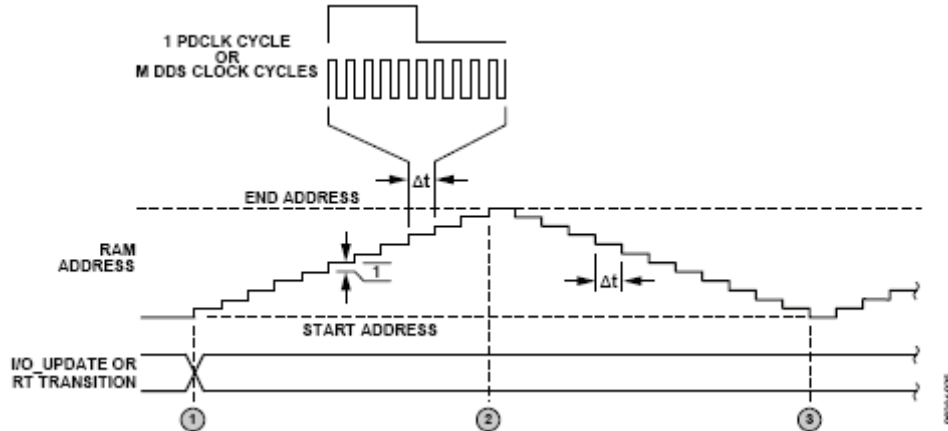 1 PDCLK CYCLE
OR
M DDS CLOCK CYCLES
Δt
END ADDRESS
RAM
ADDRESS
1
Δt
START ADDRESS
I/O_UPDATE OR
RT TRANSITION
1
2
3